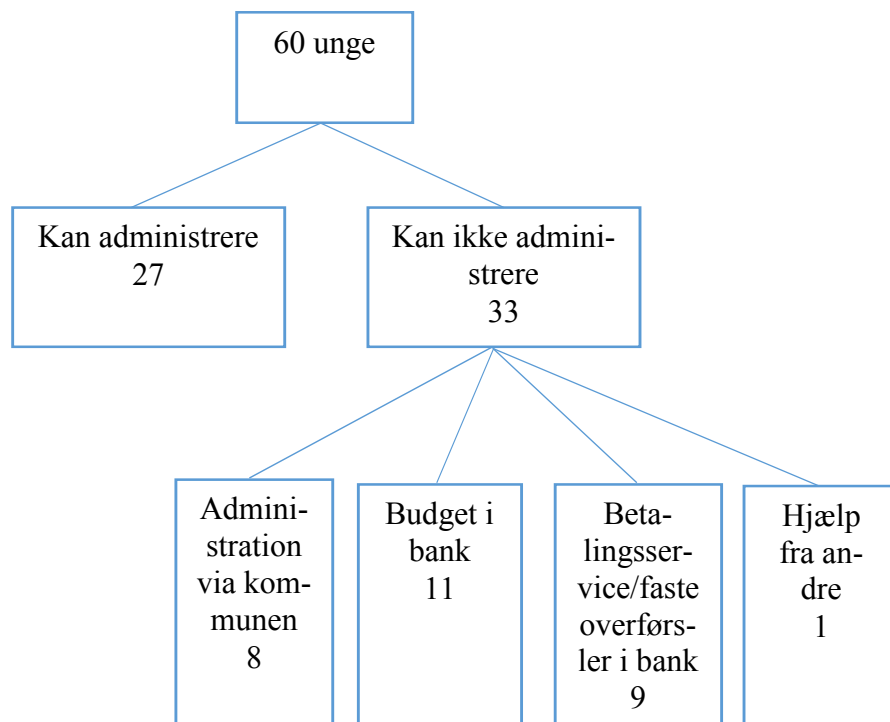 60 unge
Kan administrere
27
Kan ikke admini-
strere
33
Admini-
stration
via kom-
munen
8
Budget i
bank
11
Beta-
lingsser-
vice/faste
overførs-
ler i bank
9
Hjælp
fra an-
dre
1